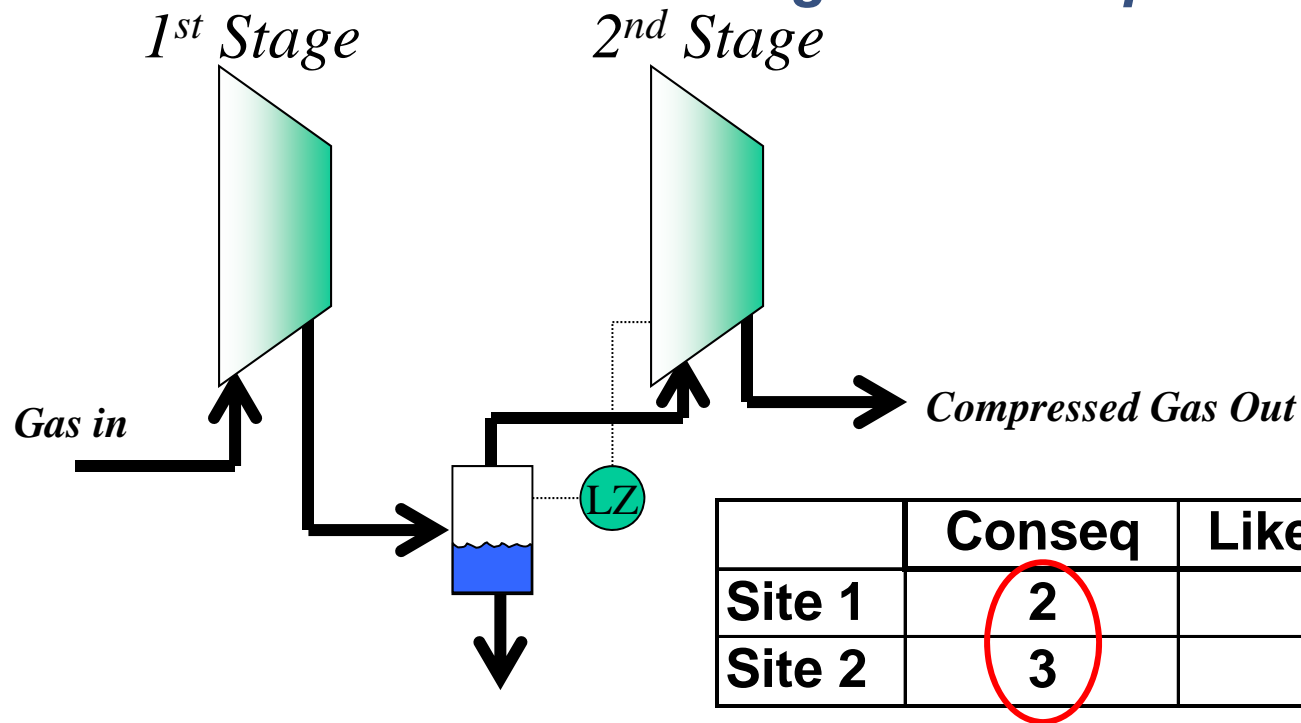 1st Stage
2nd Stage
Gas in
Compressed Gas Out
LZ
Conseq
Site 1 2
Site 2 3